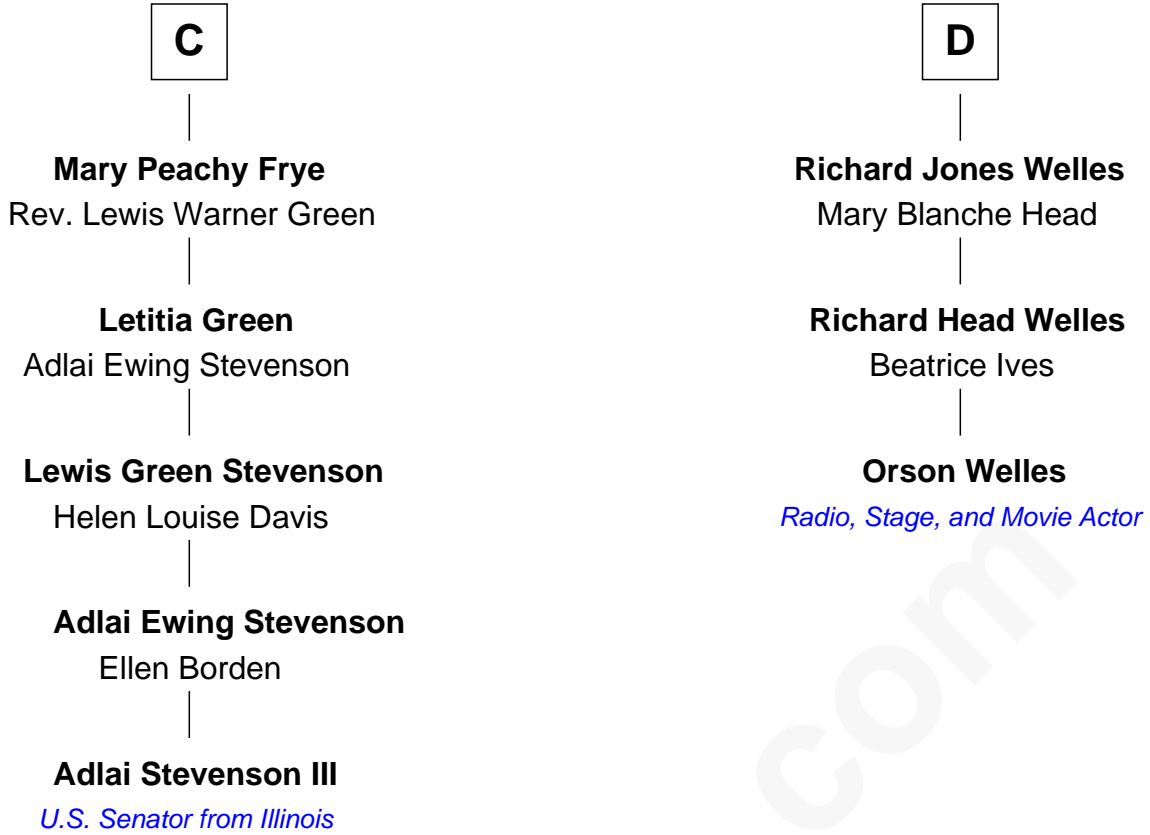 C
Mary Peachy Frye
Rev. Lewis Warner Green
Letitia Green
Adlai Ewing Stevenson
Lewis Green Stevenson
Helen Louise Davis
Adlai Ewing Stevenson
Ellen Borden
Adlai Stevenson III
U.S. Senator from Illinois
D
Richard Jones Welles
Mary Blanche Head
Richard Head Welles
Beatrice Ives
Orson Welles
Radio, Stage, and Movie Actor
com